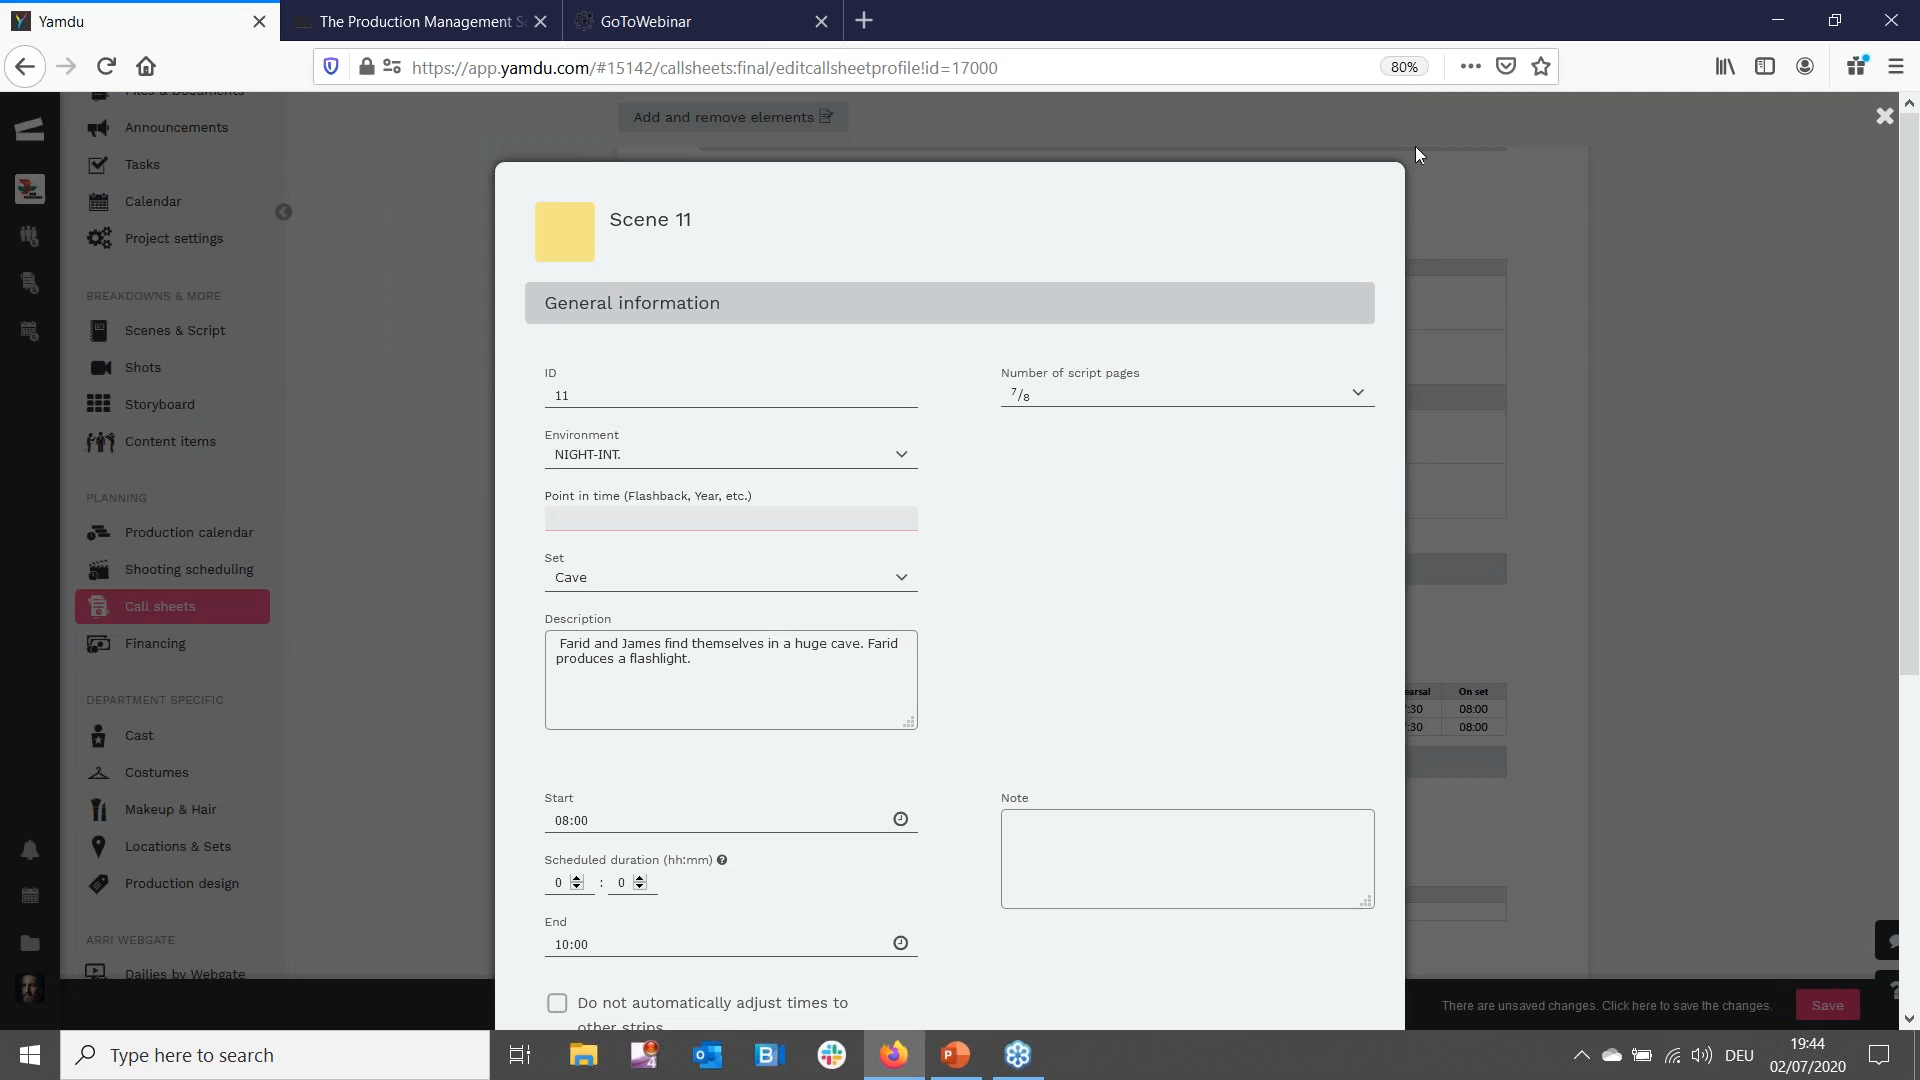 Yamdu
The Production Management S
GoToWebinar
https://app.yamdu.com/#15142/callsheets:final/editcallsheetprofile!id=17000
80%
Files & Documents
Announcements
Tasks
Calendar
Project settings
BREAKDOWNS & MORE
Scenes & Script
Shots
Storyboard
Content items
PLANNING
Production calendar
Shooting scheduling
Call sheets
Financing
DEPARTMENT SPECIFIC
Cast
Costumes
Makeup & Hair
Locations & Sets
Production design
ARRI WEBGATE
Dailies by Webgate
Add and remove elements
Scene 11
General information
ID
11
Number of script pages
7/8
Environment
NIGHT-INT.
Point in time (Flashback, Year, etc.)
Set
Cave
Description
Farid and James find themselves in a huge cave. Farid
produces a flashlight.
Start
08:00
Note
Scheduled duration (hh:mm)
0 : 0
End
10:00
Do not automatically adjust times to
other strips
earsal On set
:30 08:00
:30 08:00
There are unsaved changes. Click here to save the changes.
Save
Type here to search
DEU
19:44
02/07/2020